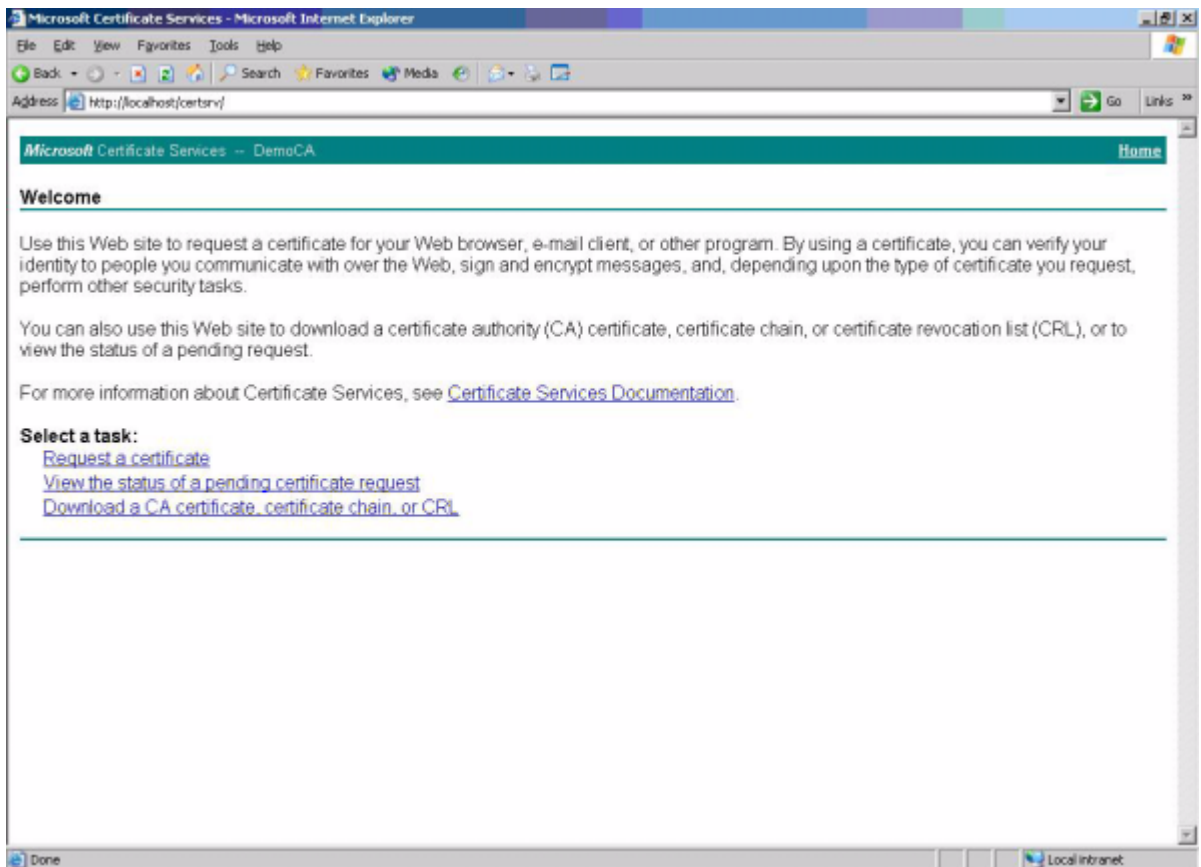 Microsoft Certificate Services - Microsoft Internet Explorer
File Edit View Favorites Tools Help
Back Search Favorites Media
Address http://localhost/certsrv/ Go Links »
Microsoft Certificate Services -- DemoCA Home
Welcome
Use this Web site to request a certificate for your Web browser, e-mail client, or other program. By using a certificate, you can verify your
identity to people you communicate with over the Web, sign and encrypt messages, and, depending upon the type of certificate you request,
perform other security tasks.
You can also use this Web site to download a certificate authority (CA) certificate, certificate chain, or certificate revocation list (CRL), or to
view the status of a pending request.
For more information about Certificate Services, see Certificate Services Documentation.
Select a task:
Request a certificate
View the status of a pending certificate request
Download a CA certificate, certificate chain, or CRL
Done Local intranet